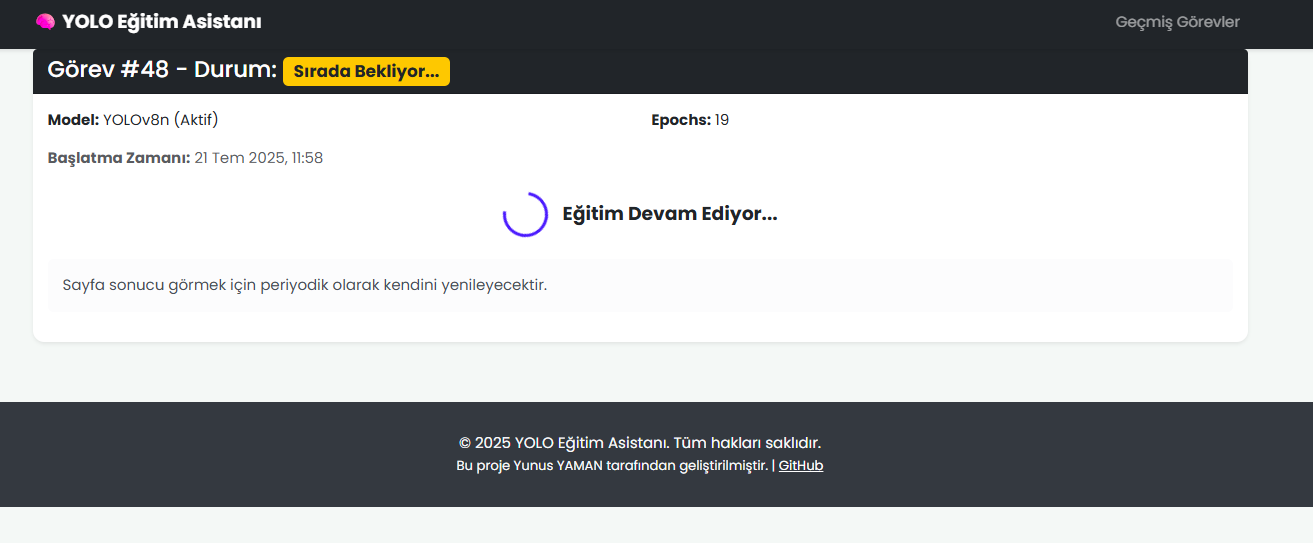 YOLO Eğitim Asistanı
Geçmiş Görevler
Görev #48 - Durum: Sırada Bekliyor...
Model: YOLOv8n (Aktif)
Epochs: 19
Başlatma Zamanı: 21 Tem 2025, 11:58
Eğitim Devam Ediyor...
Sayfa sonucu görmek için periyodik olarak kendini yenileyecektir.
© 2025 YOLO Eğitim Asistanı. Tüm hakları saklıdır.
Bu proje Yunus YAMAN tarafından geliştirilmiştir. | GitHub